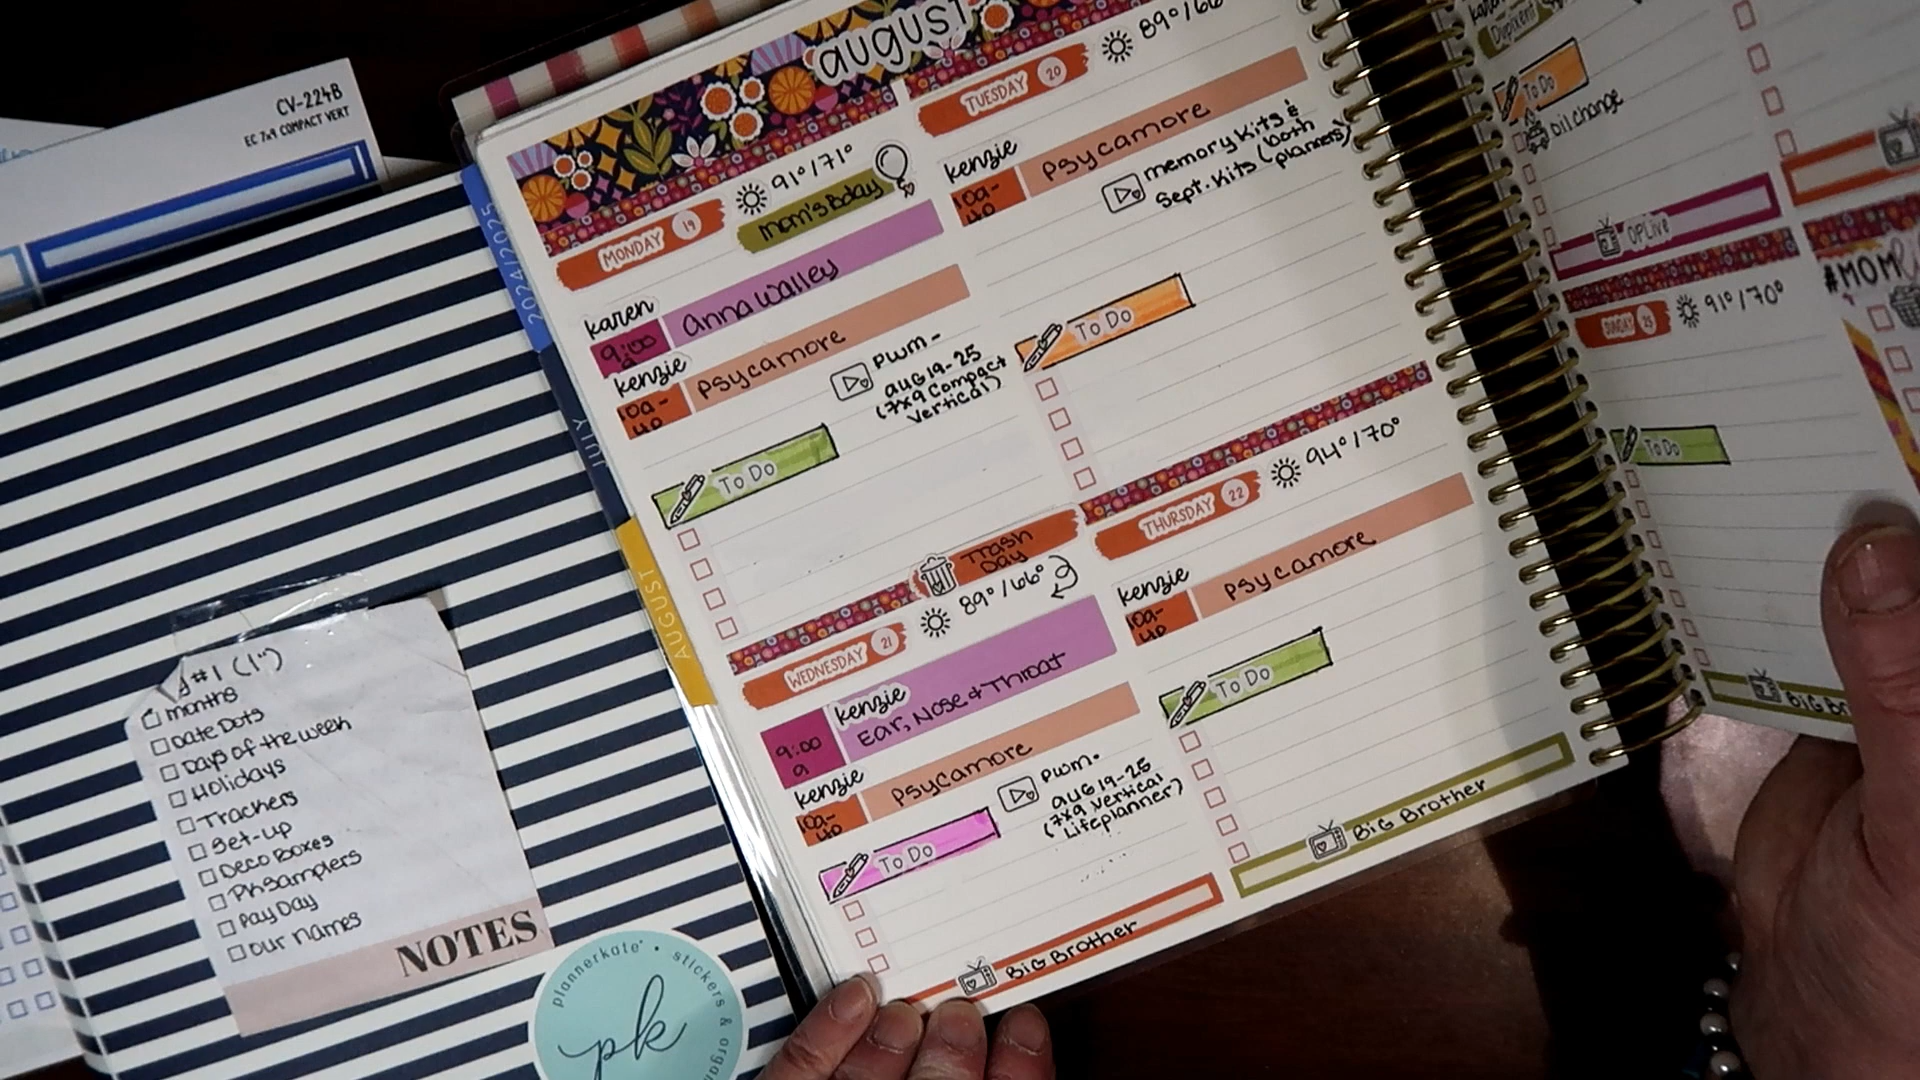 CV-224B
EC 7x9 COMPACT VERT
#1 (1")
months
Date Dots
Days of the week
Holidays
Trackers
Set-up
Deco Boxes
PK Samplers
Pay Day
Our Names
NOTES
plannerkate
stickers &
pk
2024/2025
JULY
AUGUST
august
MONDAY 19
91°/71°
mom's Bday
karen
9:00
anna walley
kenzie
10a-
4p
psycamore
PWM -
aug 19-25
(7x9 Compact
Vertical)
To Do
TUESDAY 20
89°/66°
kenzie
10a-
4p
psycamore
memory Kits &
Sept. Kits (both
planners)
To Do
Trash
Day
WEDNESDAY 21
89°/66°
9:00
a
kenzie
Ear, Nose & Throat
kenzie
10a-
4p
psycamore
PWM.
aug 19-25
(7x9 Vertical
Lifeplanner)
To Do
Big Brother
THURSDAY 22
94°/70°
kenzie
10a-
4p
psycamore
To Do
Big Brother
Dupixent
To Do
oil change
OPLive
SUNDAY 25
91°/70°
To Do
#MOM